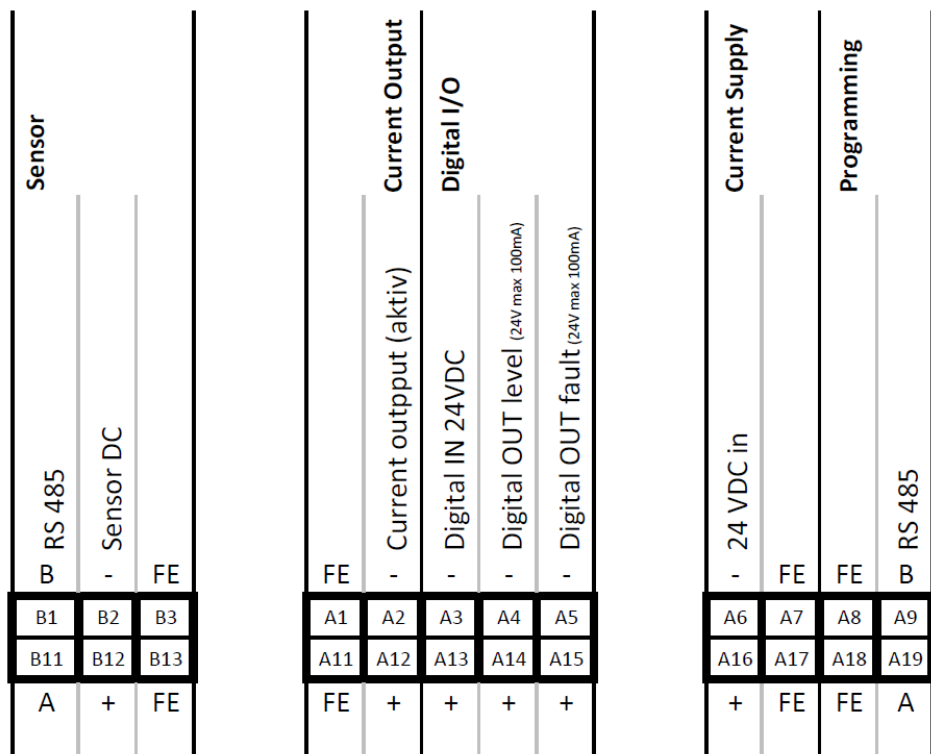 Sensor
Current Output
Digital I/O
Current Supply
Programming
RS 485
Sensor DC
Current outpput (aktiv)
Digital IN 24VDC
Digital OUT level (24V max 100mA)
Digital OUT fault (24V max 100mA)
24 VDC in
RS 485
B - FE FE - - - - - FE FE B
B1 B2 B3 A1 A2 A3 A4 A5 A6 A7 A8 A9
B11 B12 B13 A11 A12 A13 A14 A15 A16 A17 A18 A19
A + FE FE + + + + + FE FE A